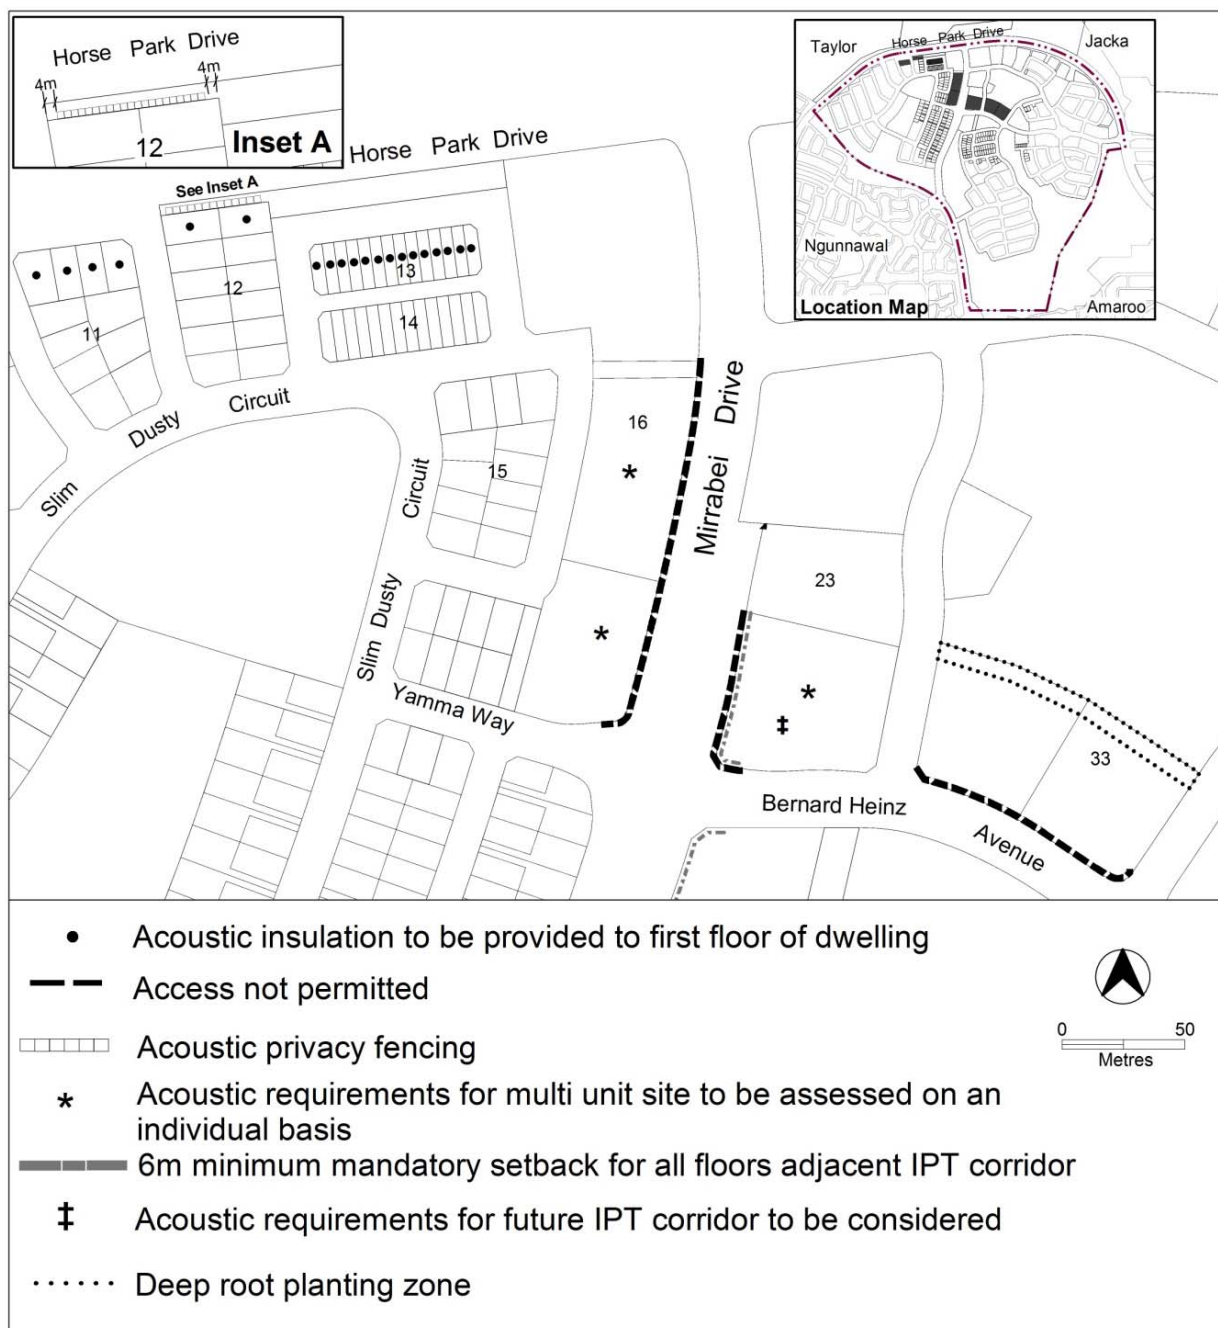 Horse Park Drive
4m
4m
12
Inset A
Taylor
Horse Park Drive
Jacka
Ngunnawal
Location Map
Amaroo
Horse Park Drive
See Inset A
11
12
13
14
Dusty
Circuit
Slim
Circuit
15
16
*
Mirrabei Drive
Slim Dusty
*
23
Yamma Way
*
‡
33
Bernard Heinz
Avenue
Acoustic insulation to be provided to first floor of dwelling
Access not permitted
Acoustic privacy fencing
* Acoustic requirements for multi unit site to be assessed on an
individual basis
6m minimum mandatory setback for all floors adjacent IPT corridor
‡ Acoustic requirements for future IPT corridor to be considered
Deep root planting zone
0 50
Metres